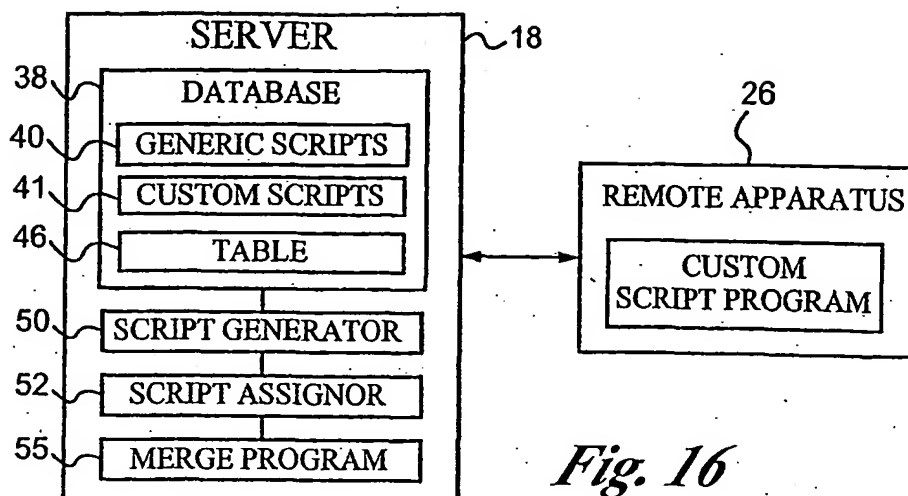 SERVER
18
38
DATABASE
40
GENERIC SCRIPTS
41
CUSTOM SCRIPTS
46
TABLE
50
SCRIPT GENERATOR
52
SCRIPT ASSIGNOR
55
MERGE PROGRAM
26
REMOTE APPARATUS
CUSTOM
SCRIPT PROGRAM
Fig. 16